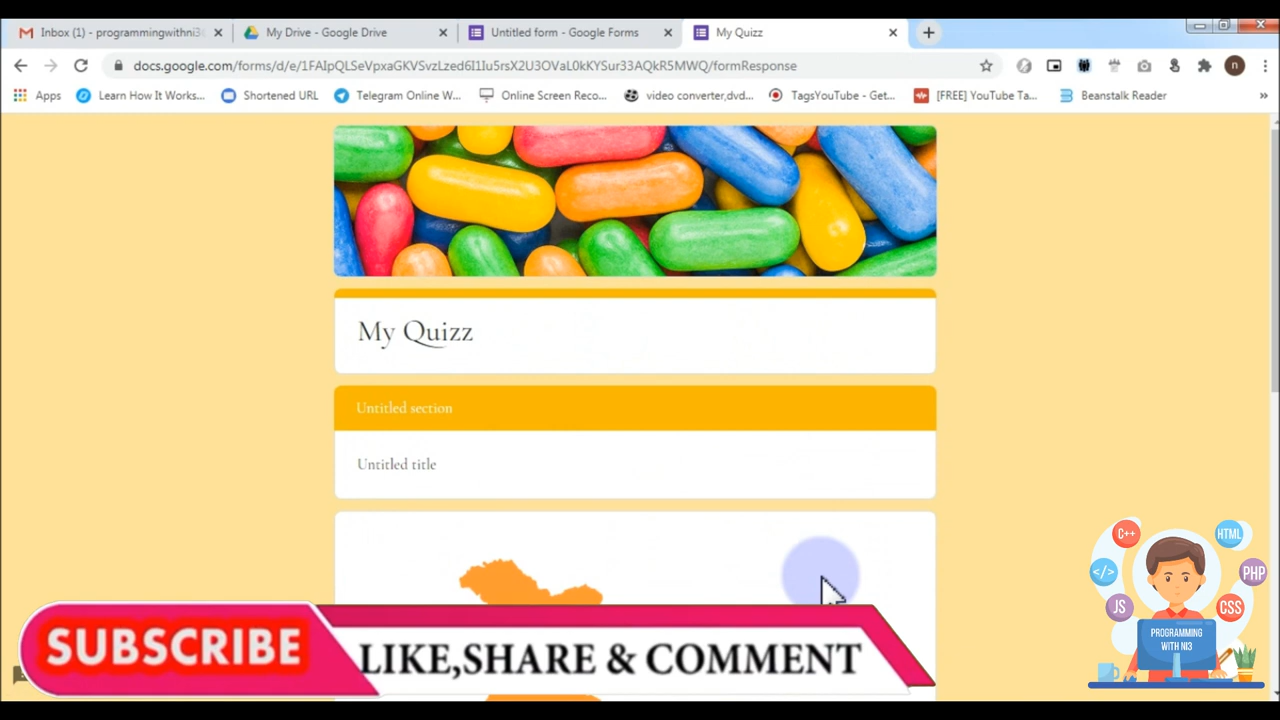 Inbox (1) - programmingwithni3
My Drive - Google Drive
Untitled form - Google Forms
My Quizz
docs.google.com/forms/d/e/1FAIpQLSeVpxaGKVSvzLzed6I1Iu5rsX2U3OVaL0kKYSur33AQkR5MWQ/formResponse
n
Apps
Learn How It Works...
Shortened URL
Telegram Online W...
Online Screen Reco...
video converter,dvd...
TagsYouTube - Get...
[FREE] YouTube Ta...
Beanstalk Reader
»
My Quizz
Untitled section
Untitled title
C++
HTML
</>
PHP
JS
CSS
PROGRAMMING
WITH NI3
SUBSCRIBE
LIKE,SHARE & COMMENT